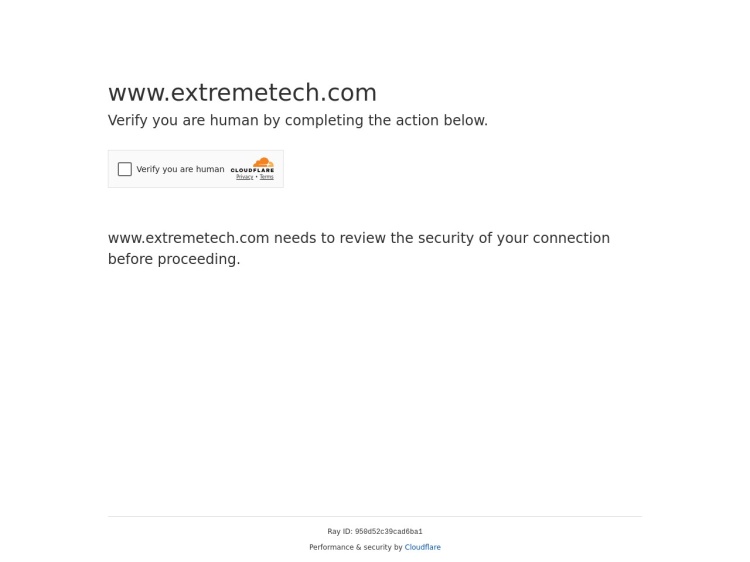 www.extremetech.com
Verify you are human by completing the action below.
Verify you are human
CLOUDFLARE
Privacy • Terms
www.extremetech.com needs to review the security of your connection
before proceeding.
Ray ID: 950d52c39cad6ba1
Performance & security by Cloudflare